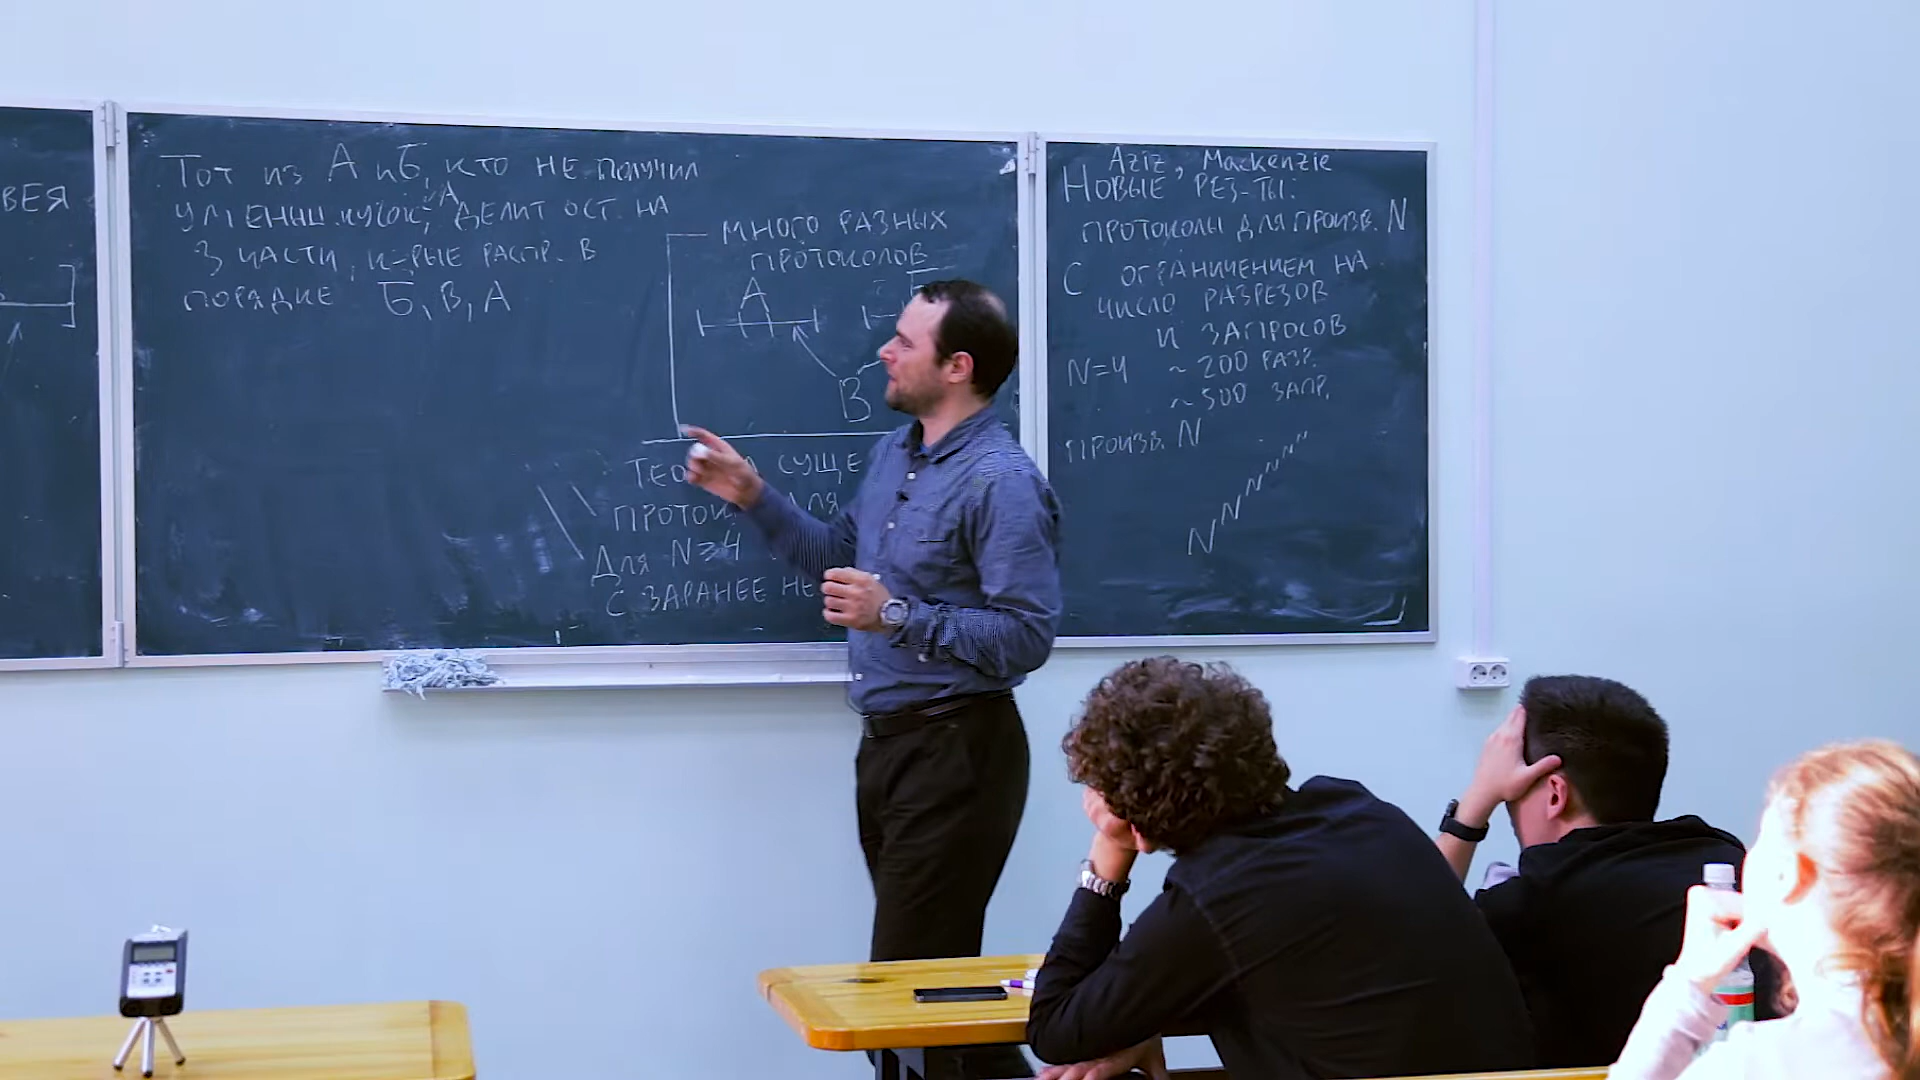 ВЕЯ
Тот из А и Б, кто не получил
уменьш. кусок, делит ост. на
А
3 части, к-рые распр. в
порядке Б, В, А
МНОГО РАЗНЫХ
ПРОТОКОЛОВ
А
Б
В
СУЩЕ
Для N≥4
С ЗАРАНЕЕ НЕ
Aziz, Mackenzie
НОВЫЕ РЕЗ-ТЫ:
ПРОТОКОЛЫ ДЛЯ ПРОИЗВ. N
С ОГРАНИЧЕНИЕМ НА
ЧИСЛО РАЗРЕЗОВ
И ЗАПРОСОВ
N=4 ~200 РАЗР.
~500 ЗАПР.
ПРОИЗВ. N
N N N N N N